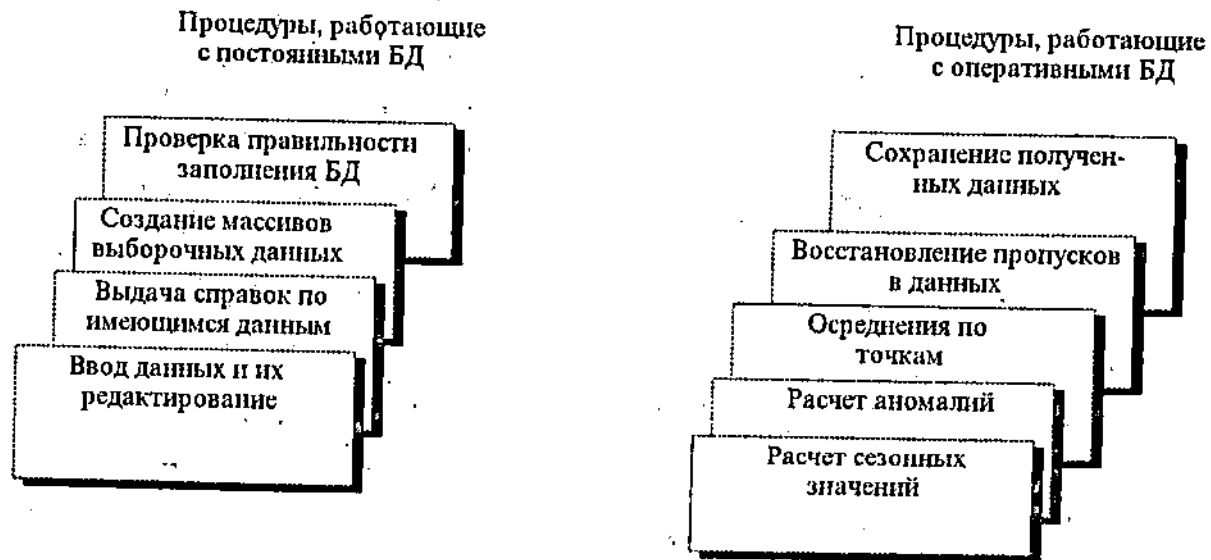 Процедуры, работающие
с постоянными БД
Проверка правильности
заполнения БД
Создание массивов
выборочных данных
Выдача справок по
имеющимся данным
Ввод данных и их
редактирование
Процедуры, работающие
с оперативными БД
Сохранение получен-
ных данных
Восстановление пропусков
в данных
Осреднения по
точкам
Расчет аномалий
Расчет сезонных
значений